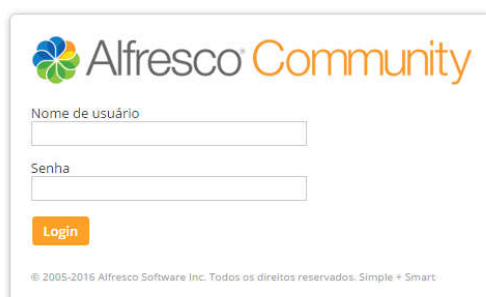 Alfresco Community
Nome de usuário
Senha
Login
© 2005-2016 Alfresco Software Inc. Todos os direitos reservados. Simple + Smart